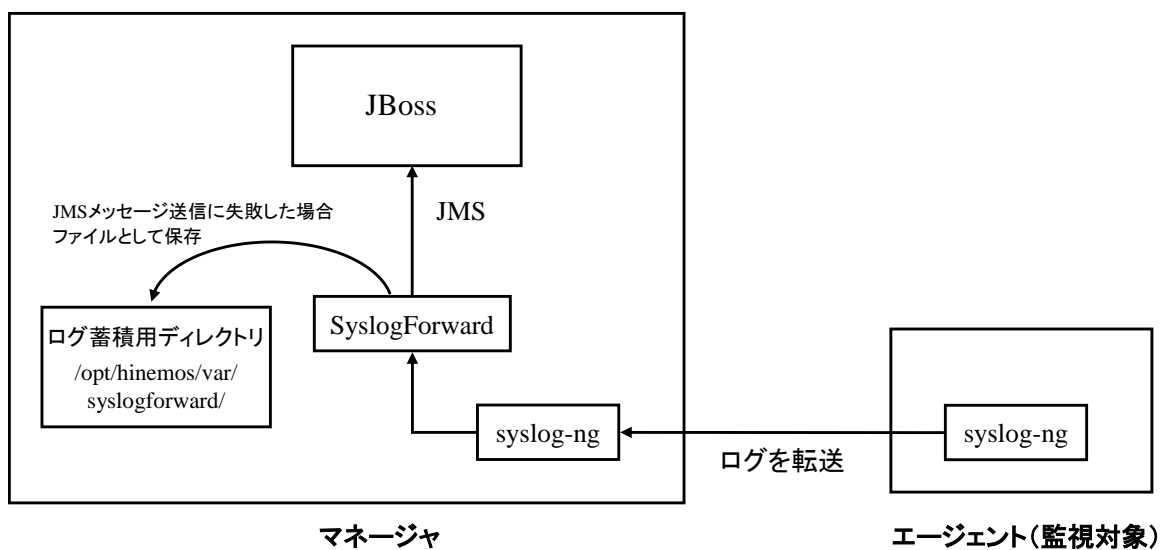 JBoss
JMSメッセージ送信に失敗した場合
ファイルとして保存
JMS
ログ蓄積用ディレクトリ
/opt/hinemos/var/
syslogforward/
SyslogForward
syslog-ng
syslog-ng
ログを転送
マネージャ
エージェント(監視対象)